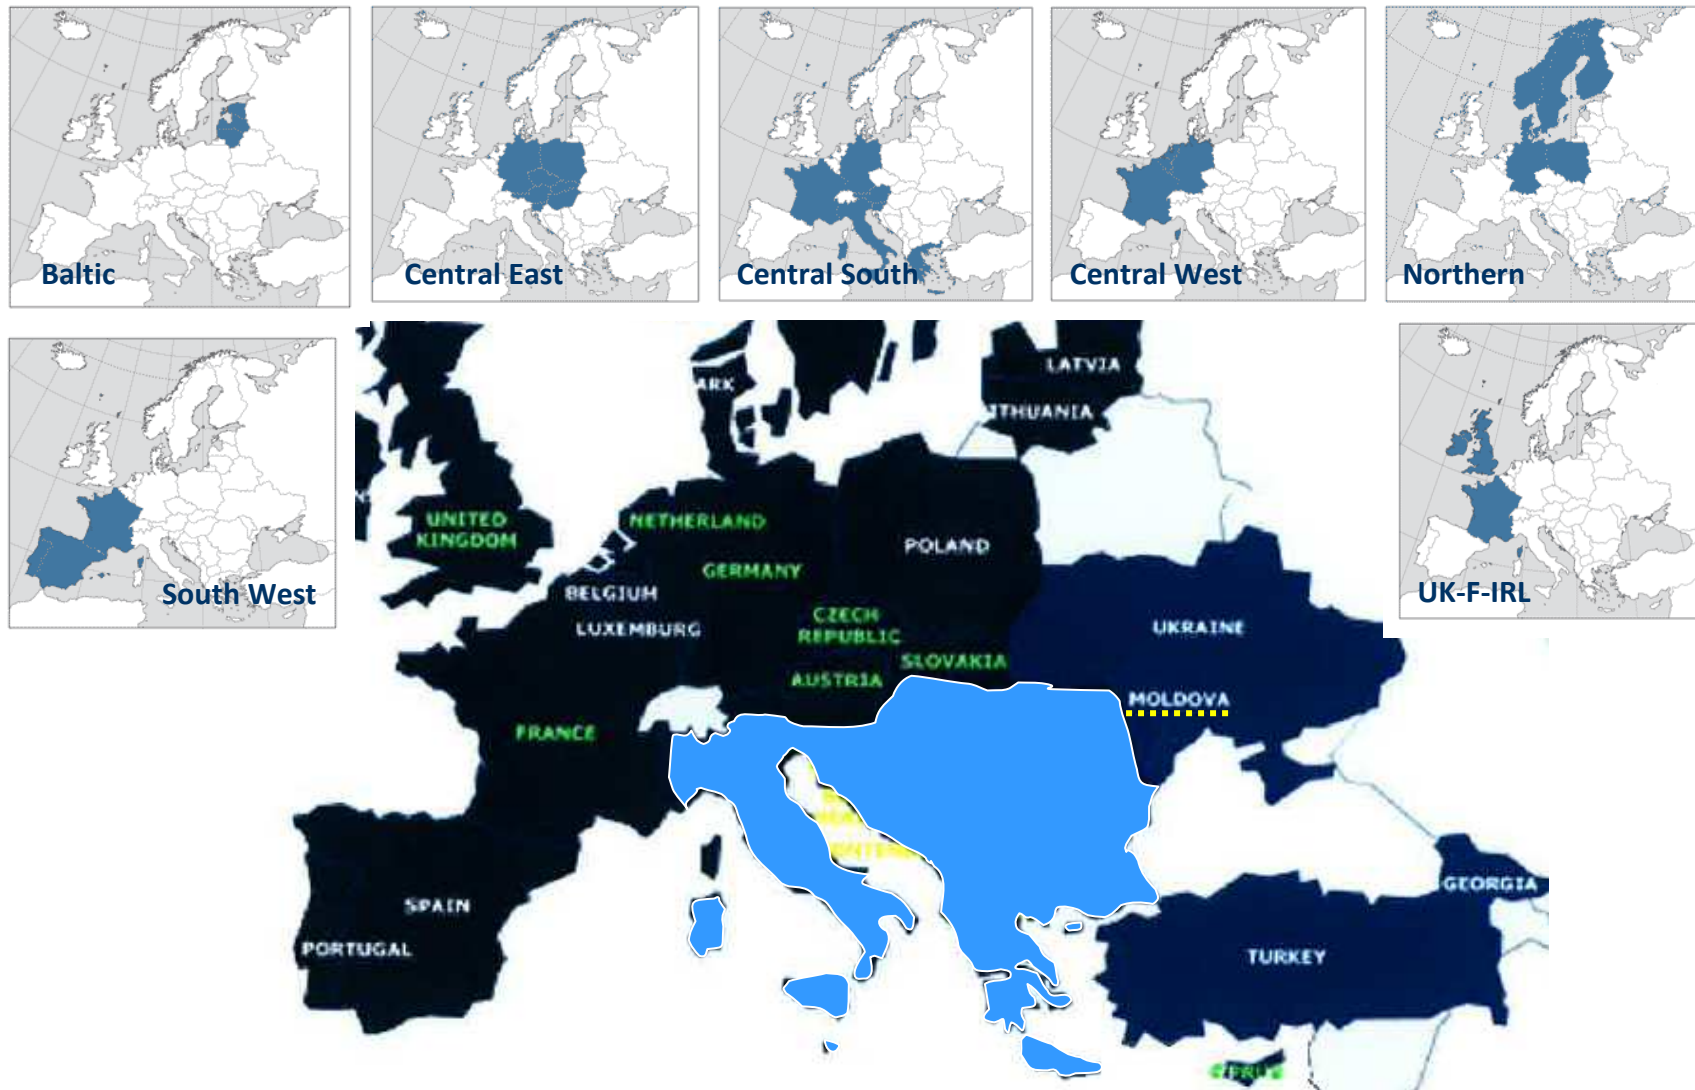 Baltic
Central East
Central South
Central West
Northern
South West
UK-F-IRL
LATVIA
ARK
ITHUANIA
UNITED
KINGDOM
NETHERLAND
POLAND
GERMANY
BELGIUM
CZECH
REPUBLIC
LUXEMBURG
UKRAINE
SLOVAKIA
AUSTRIA
MOLDOVA
FRANCE
GEORGIA
SPAIN
PORTUGAL
TURKEY
CYPRUS